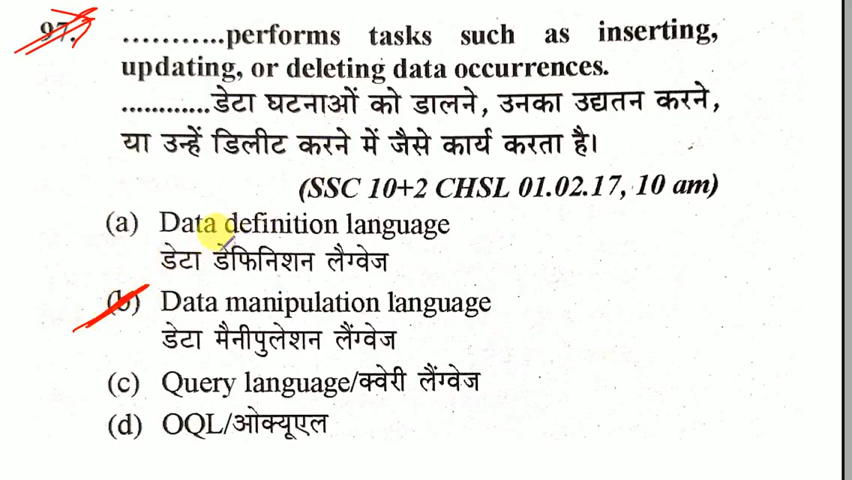 97. ...........performs tasks such as inserting,
updating, or deleting data occurrences.
............डेटा घटनाओं को डालने, उनका उद्यतन करने,
या उन्हें डिलीट करने में जैसे कार्य करता है।
(SSC 10+2 CHSL 01.02.17, 10 am)
(a) Data definition language
डेटा डेफिनिशन लैग्वेज
(b) Data manipulation language
डेटा मैनीपुलेशन लैंग्वेज
(c) Query language/क्वेरी लैंग्वेज
(d) OQL/ओक्यूएल